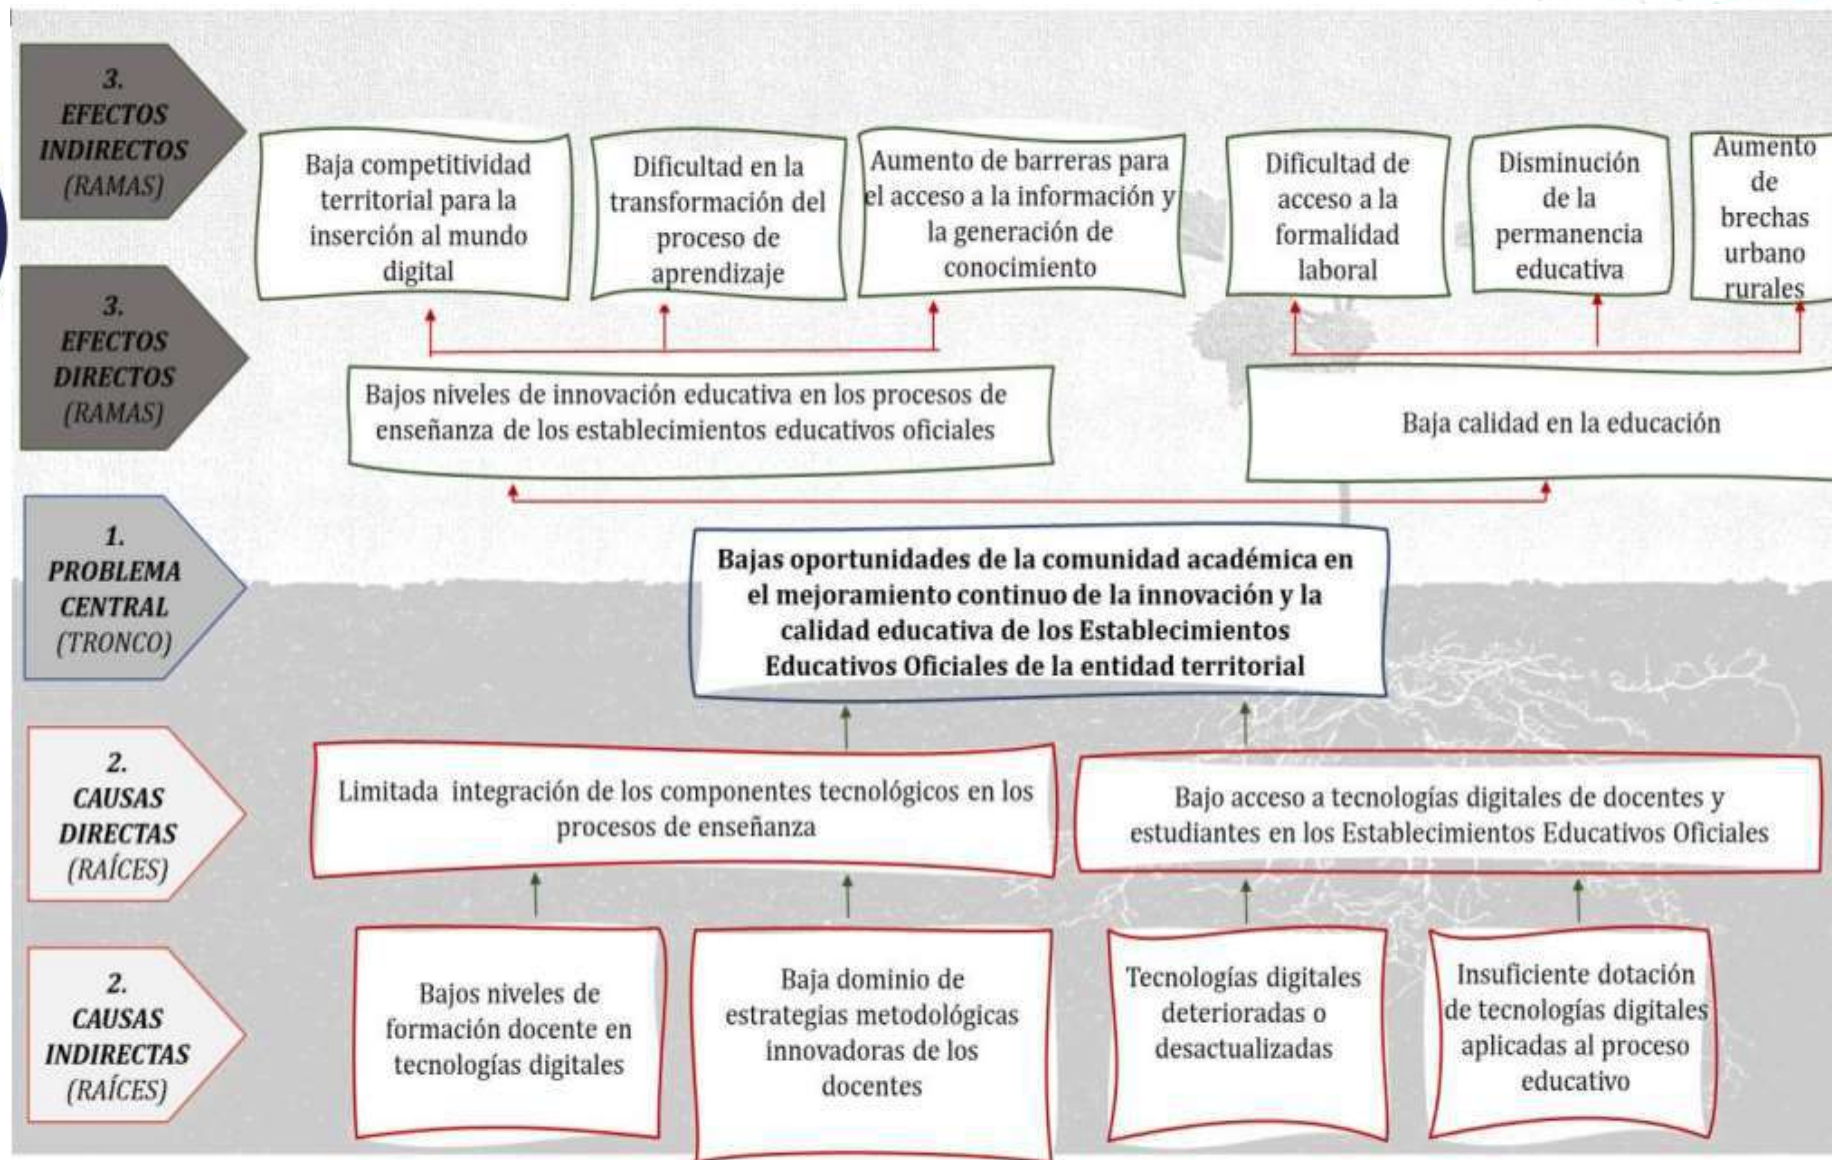 3.
EFECTOS
INDIRECTOS
(RAMAS)
Baja competitividad
territorial para la
inserción al mundo
digital
Dificultad en la
transformación del
proceso de
aprendizaje
Aumento de barreras para
el acceso a la información y
la generación de
conocimiento
Dificultad de
acceso a la
formalidad
laboral
Disminución
de la
permanencia
educativa
Aumento
de
brechas
urbano
rurales
3.
EFECTOS
DIRECTOS
(RAMAS)
Bajos niveles de innovación educativa en los procesos de
enseñanza de los establecimientos educativos oficiales
Baja calidad en la educación
1.
PROBLEMA
CENTRAL
(TRONCO)
Bajas oportunidades de la comunidad académica en
el mejoramiento continuo de la innovación y la
calidad educativa de los Establecimientos
Educativos Oficiales de la entidad territorial
2.
CAUSAS
DIRECTAS
(RAÍCES)
Limitada integración de los componentes tecnológicos en los
procesos de enseñanza
Bajo acceso a tecnologías digitales de docentes y
estudiantes en los Establecimientos Educativos Oficiales
2.
CAUSAS
INDIRECTAS
(RAÍCES)
Bajos niveles de
formación docente en
tecnologías digitales
Baja dominio de
estrategias metodológicas
innovadoras de los
docentes
Tecnologías digitales
deterioradas o
desactualizadas
Insuficiente dotación
de tecnologías digitales
aplicadas al proceso
educativo